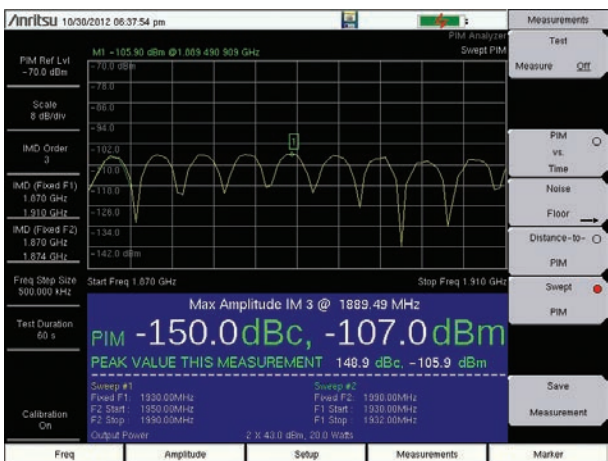 Anritsu 10/30/2012 06:37:54 pm
Measurements
PIM Analyzer
M1 -105.90 dBm @1.889 490 909 GHz
Swept PIM
PIM Ref Lvl
-70.0 dBm
Scale
8 dB/div
IMD Order
3
IMD (Fixed F1)
1.870 GHz
1.910 GHz
IMD (Fixed F2)
1.870 GHz
1.874 GHz
Freq Step Size
500.000 kHz
Test Duration
60 s
Calibration
On
-70.0 dBm
-78.0
-86.0
-94.0
-102.0
-110.0
-126.0
-134.0
-142.0 dBm
1
Start Freq 1.870 GHz
Stop Freq 1.910 GHz
Max Amplitude IM 3 @ 1889.49 MHz
PIM -150.0dBc, -107.0 dBm
PEAK VALUE THIS MEASUREMENT 148.9 dBc, -105.9 dBm
Sweep #1
Fixed F1: 1930.00MHz
F2 Start: 1950.00MHz
F2 Stop: 1990.00MHz
Sweep #2
Fixed F2: 1990.00MHz
F1 Start: 1930.00MHz
F1 Stop: 1932.00MHz
Output Power 2 X 43.0 dBm, 20.0 Watts
Test
Measure Off
PIM
vs.
Time
Noise
Floor
Distance-to-
PIM
Swept
PIM
Save
Measurement
Freq
Amplitude
Setup
Measurements
Marker